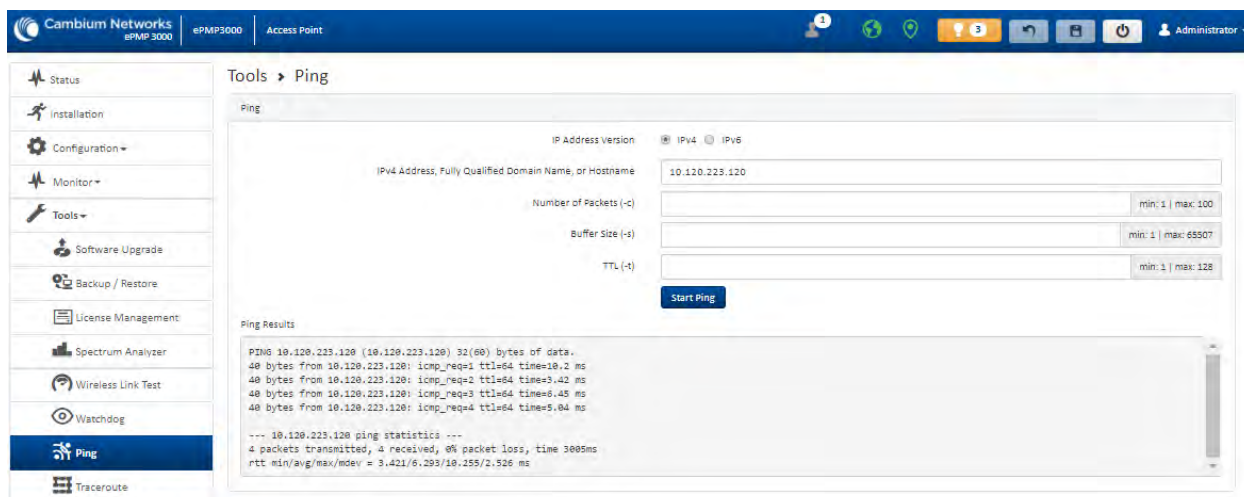 Cambium Networks
ePMP 3000
ePMP3000
Access Point
1
3
Administrator
Status
Installation
Configuration
Monitor
Tools
Software Upgrade
Backup / Restore
License Management
Spectrum Analyzer
Wireless Link Test
Watchdog
Ping
Traceroute
Tools > Ping
Ping
IP Address Version IPv4 IPv6
IPv4 Address, Fully Qualified Domain Name, or Hostname 10.120.223.120
Number of Packets (-c) min: 1 | max: 100
Buffer Size (-s) min: 1 | max: 65507
TTL (-t) min: 1 | max: 128
Start Ping
Ping Results
PING 10.120.223.120 (10.120.223.120) 32(60) bytes of data.
40 bytes from 10.120.223.120: icmp_req=1 ttl=64 time=10.2 ms
40 bytes from 10.120.223.120: icmp_req=2 ttl=64 time=3.42 ms
40 bytes from 10.120.223.120: icmp_req=3 ttl=64 time=6.45 ms
40 bytes from 10.120.223.120: icmp_req=4 ttl=64 time=5.04 ms
--- 10.120.223.120 ping statistics ---
4 packets transmitted, 4 received, 0% packet loss, time 3005ms
rtt min/avg/max/mdev = 3.421/6.293/10.255/2.526 ms